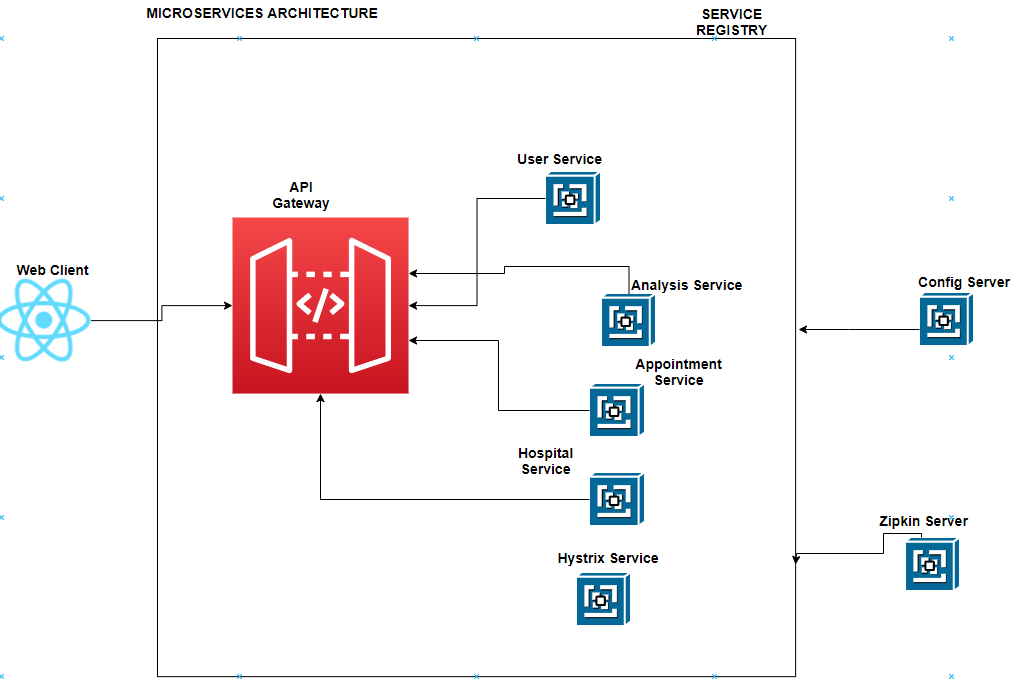 MICROSERVICES ARCHITECTURE
SERVICE
REGISTRY
User Service
API
Gateway
Web Client
</>
Analysis Service
Config Server
Appointment
Service
Hospital
Service
Zipkin Server
Hystrix Service